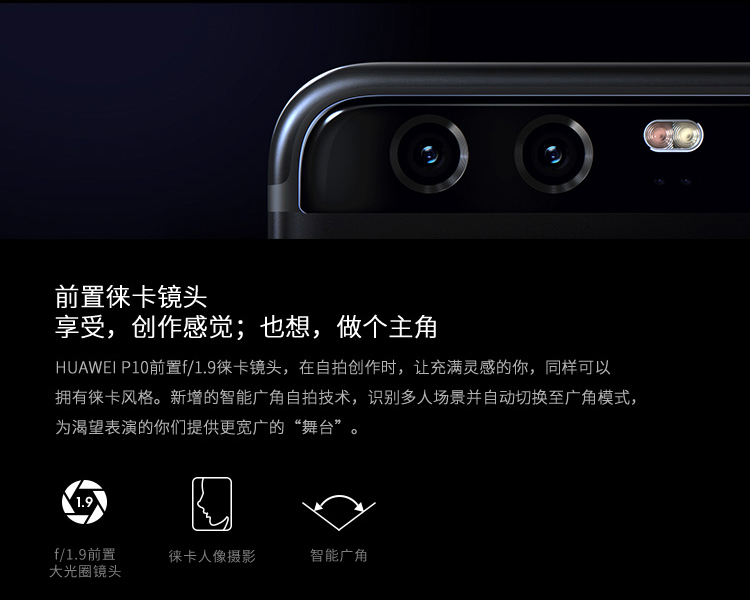 前置徕卡镜头
享受，创作感觉；也想，做个主角
HUAWEI P10前置f/1.9徕卡镜头，在自拍创作时，让充满灵感的你，同样可以
拥有徕卡风格。新增的智能广角自拍技术，识别多人场景并自动切换至广角模式，
为渴望表演的你们提供更宽广的“舞台”。
1.9
f/1.9前置
大光圈镜头
徕卡人像摄影
智能广角